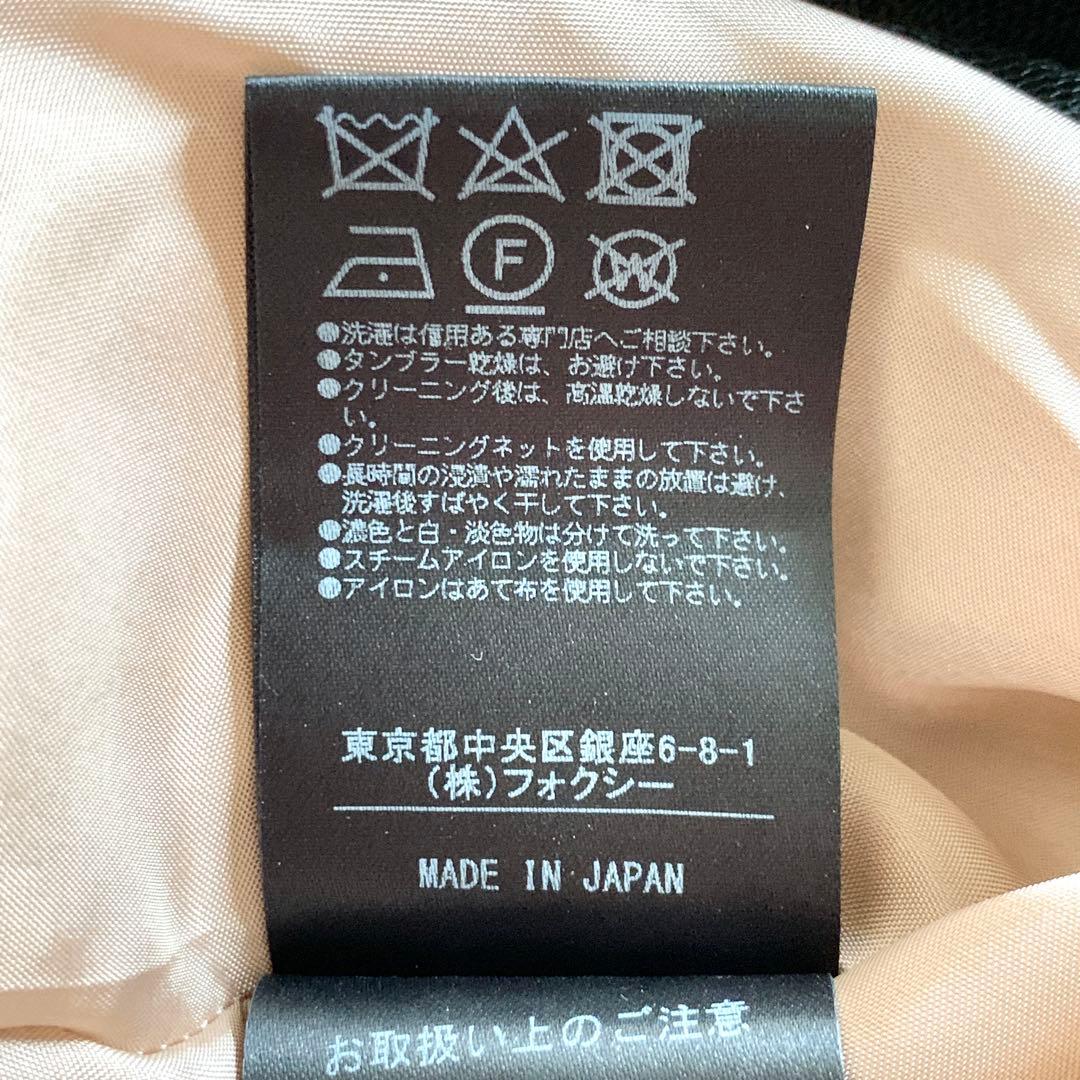 F
W
●洗濯は信用ある専門店へご相談下さい。
●タンブラー乾燥は、お避け下さい。
●クリーニング後は、高温乾燥しないで下さ
い。
●クリーニングネットを使用して下さい。
●長時間の浸漬や濡れたままの放置は避け、
洗濯後すばやく干して下さい。
●濃色と白・淡色物は分けて洗って下さい。
●スチームアイロンを使用しないで下さい。
●アイロンはあて布を使用して下さい。
東京都中央区銀座6-8-1
(株)フォクシー
MADE IN JAPAN
お取扱い上のご注意